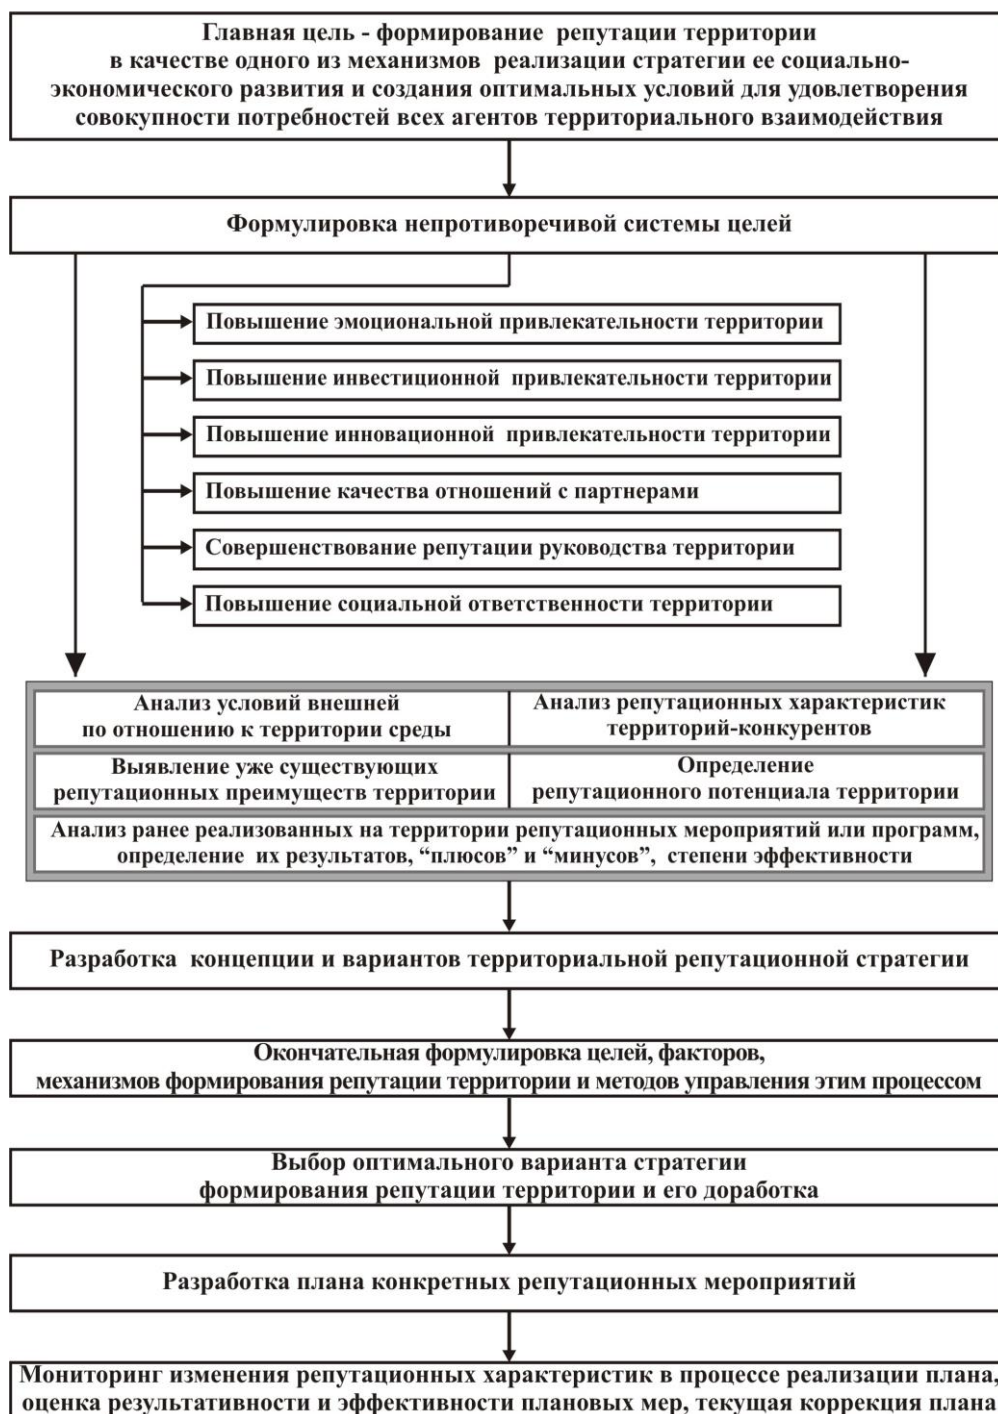 Главная цель - формирование репутации территории
в качестве одного из механизмов реализации стратегии ее социально-
экономического развития и создания оптимальных условий для удовлетворения
совокупности потребностей всех агентов территориального взаимодействия
Формулировка непротиворечивой системы целей
Повышение эмоциональной привлекательности территории
Повышение инвестиционной привлекательности территории
Повышение инновационной привлекательности территории
Повышение качества отношений с партнерами
Совершенствование репутации руководства территории
Повышение социальной ответственности территории
Анализ условий внешней
по отношению к территории среды
Анализ репутационных характеристик
территорий-конкурентов
Выявление уже существующих
репутационных преимуществ территории
Определение
репутационного потенциала территории
Анализ ранее реализованных на территории репутационных мероприятий или программ,
определение их результатов, “плюсов” и “минусов”, степени эффективности
Разработка концепции и вариантов территориальной репутационной стратегии
Окончательная формулировка целей, факторов,
механизмов формирования репутации территории и методов управления этим процессом
Выбор оптимального варианта стратегии
формирования репутации территории и его доработка
Разработка плана конкретных репутационных мероприятий
Мониторинг изменения репутационных характеристик в процессе реализации плана,
оценка результативности и эффективности плановых мер, текущая коррекция плана